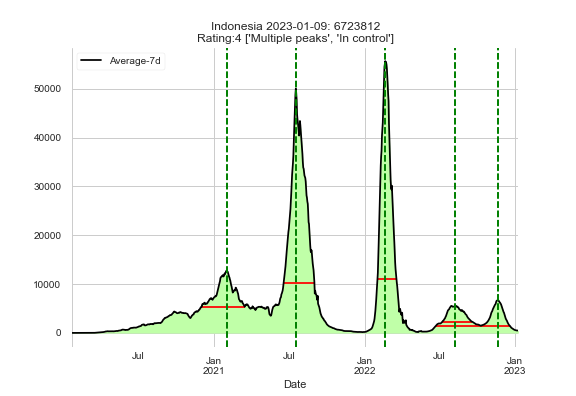 Indonesia 2023-01-09: 6723812
Rating:4 ['Multiple peaks', 'In control']
Average-7d
50000
40000
30000
20000
10000
0
Jul
Jan
2021
Jul
Jan
2022
Jul
Jan
2023
Date